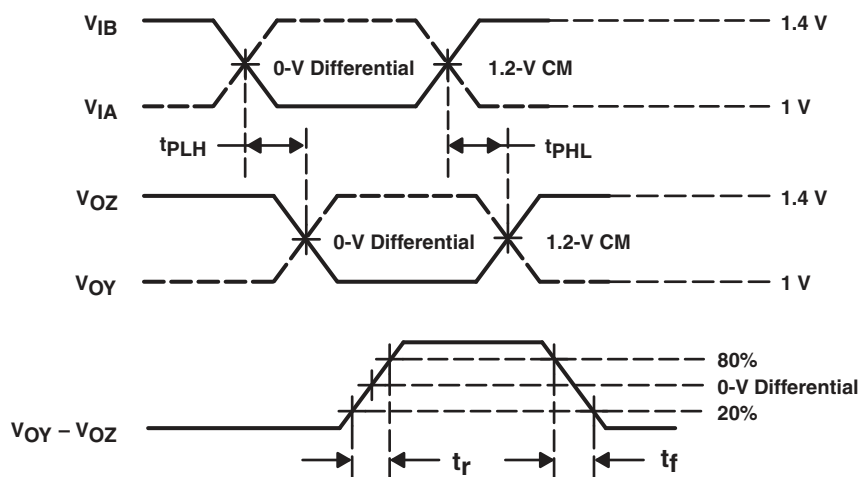 VIB 1.4 V
0-V Differential 1.2-V CM
VIA 1 V
tPLH tPHL
VOZ 1.4 V
0-V Differential 1.2-V CM
VOY 1 V
80%
0-V Differential
20%
VOY – VOZ
tr tf